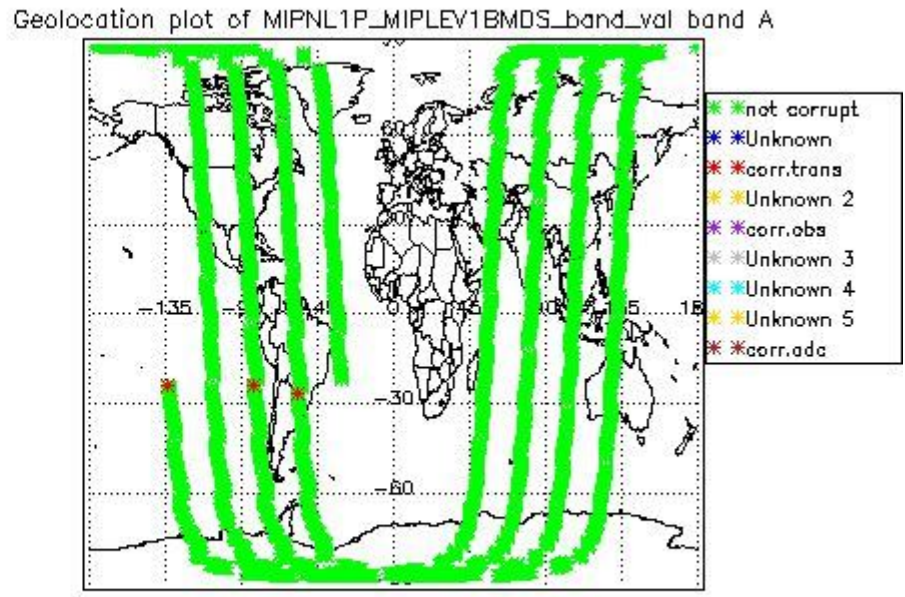 Geolocation plot of MIPNL1P_MIPLEV1BMDS_band_val band A
not corrupt
Unknown
corr.trans
Unknown 2
corr.obs
Unknown 3
Unknown 4
Unknown 5
corr.adc
60
-135
0
-30
-60